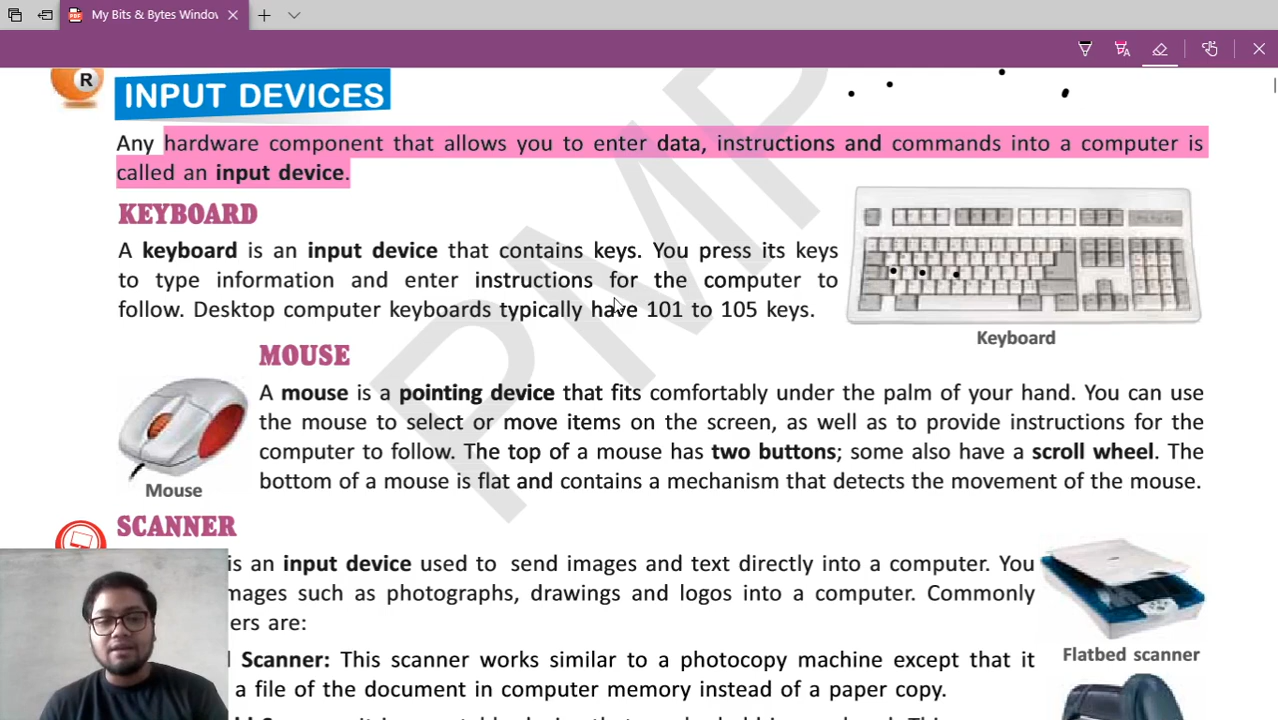 My Bits & Bytes Window
R
INPUT DEVICES
Any hardware component that allows you to enter data, instructions and commands into a computer is
called an input device.
KEYBOARD
A keyboard is an input device that contains keys. You press its keys
to type information and enter instructions for the computer to
follow. Desktop computer keyboards typically have 101 to 105 keys.
Keyboard
MOUSE
A mouse is a pointing device that fits comfortably under the palm of your hand. You can use
the mouse to select or move items on the screen, as well as to provide instructions for the
computer to follow. The top of a mouse has two buttons; some also have a scroll wheel. The
bottom of a mouse is flat and contains a mechanism that detects the movement of the mouse.
Mouse
SCANNER
is an input device used to send images and text directly into a computer. You
mages such as photographs, drawings and logos into a computer. Commonly
ers are:
Scanner: This scanner works similar to a photocopy machine except that it
a file of the document in computer memory instead of a paper copy.
Flatbed scanner
PMP